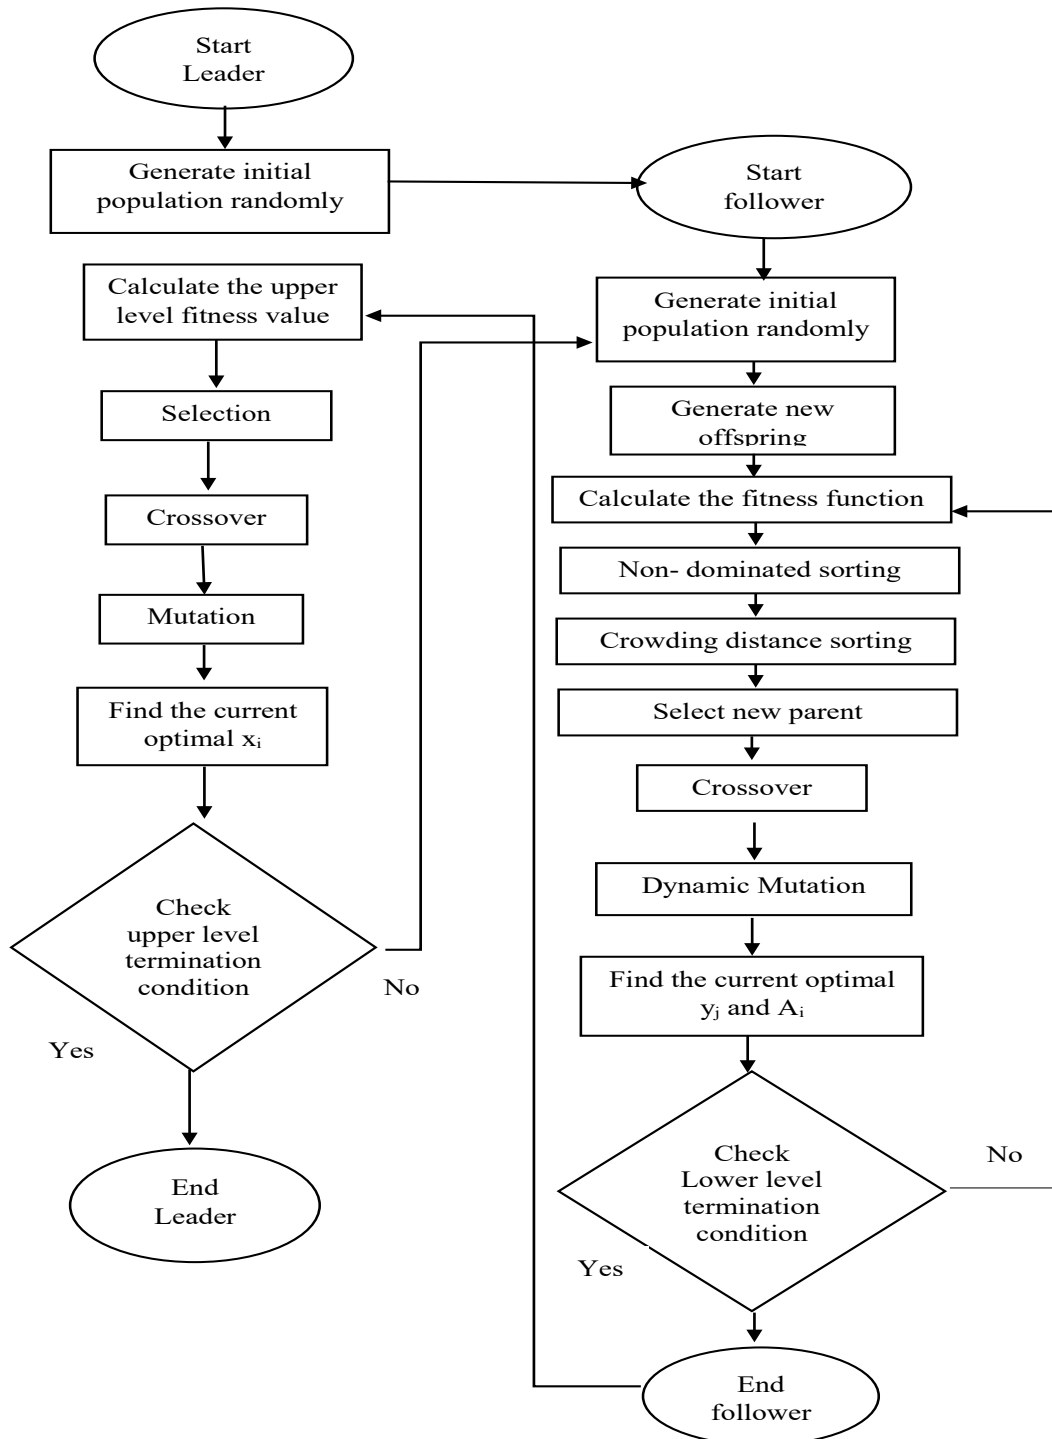 Start
Leader
Generate initial
population randomly
Calculate the upper
level fitness value
Selection
Crossover
Mutation
Find the current
optimal xᵢ
Check
upper level
termination
condition
No
Yes
End
Leader
Start
follower
Generate initial
population randomly
Generate new
offspring
Calculate the fitness function
Non- dominated sorting
Crowding distance sorting
Select new parent
Crossover
Dynamic Mutation
Find the current optimal
yⱼ and Aᵢ
Check
Lower level
termination
condition
No
Yes
End
follower